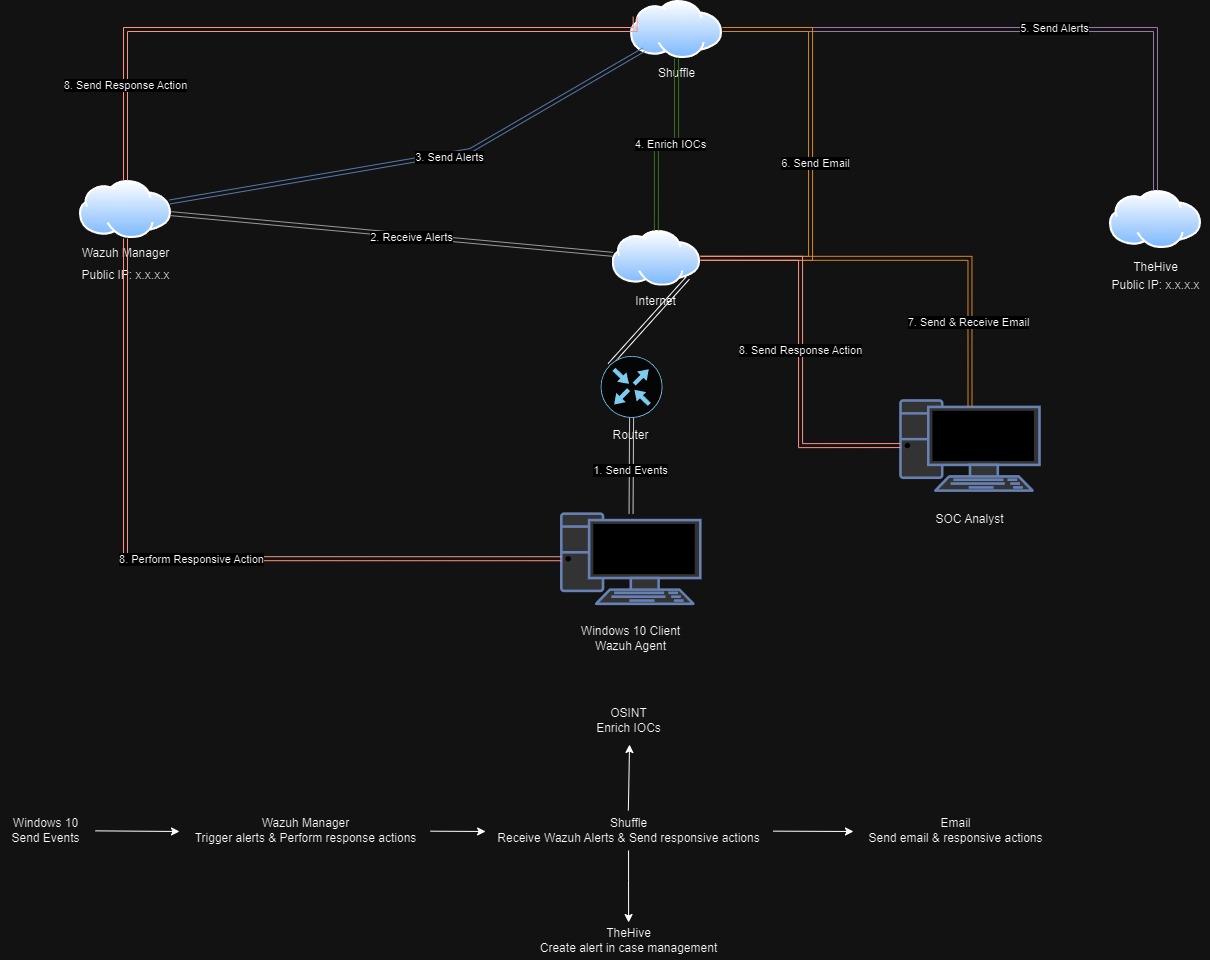 5. Send Alerts
Shuffle
8. Send Response Action
4. Enrich IOCs
3. Send Alerts
6. Send Email
2. Receive Alerts
Wazuh Manager
Public IP: x.x.x.x
TheHive
Public IP: x.x.x.x
Internet
7. Send & Receive Email
8. Send Response Action
Router
1. Send Events
SOC Analyst
8. Perform Responsive Action
Windows 10 Client
Wazuh Agent
OSINT
Enrich IOCs
Windows 10
Send Events
Wazuh Manager
Trigger alerts & Perform response actions
Shuffle
Receive Wazuh Alerts & Send responsive actions
Email
Send email & responsive actions
TheHive
Create alert in case management